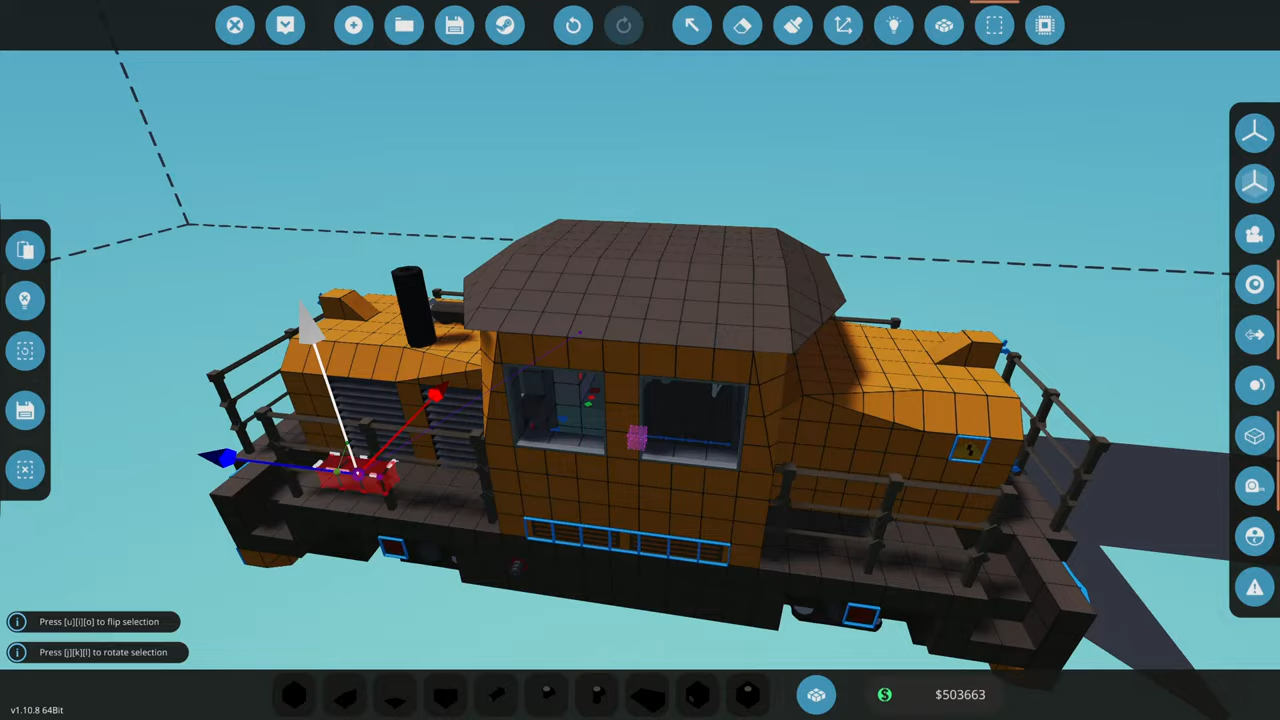 Press [u][i][o] to flip selection
Press [j][k][l] to rotate selection
$503663
v1.10.8 64Bit